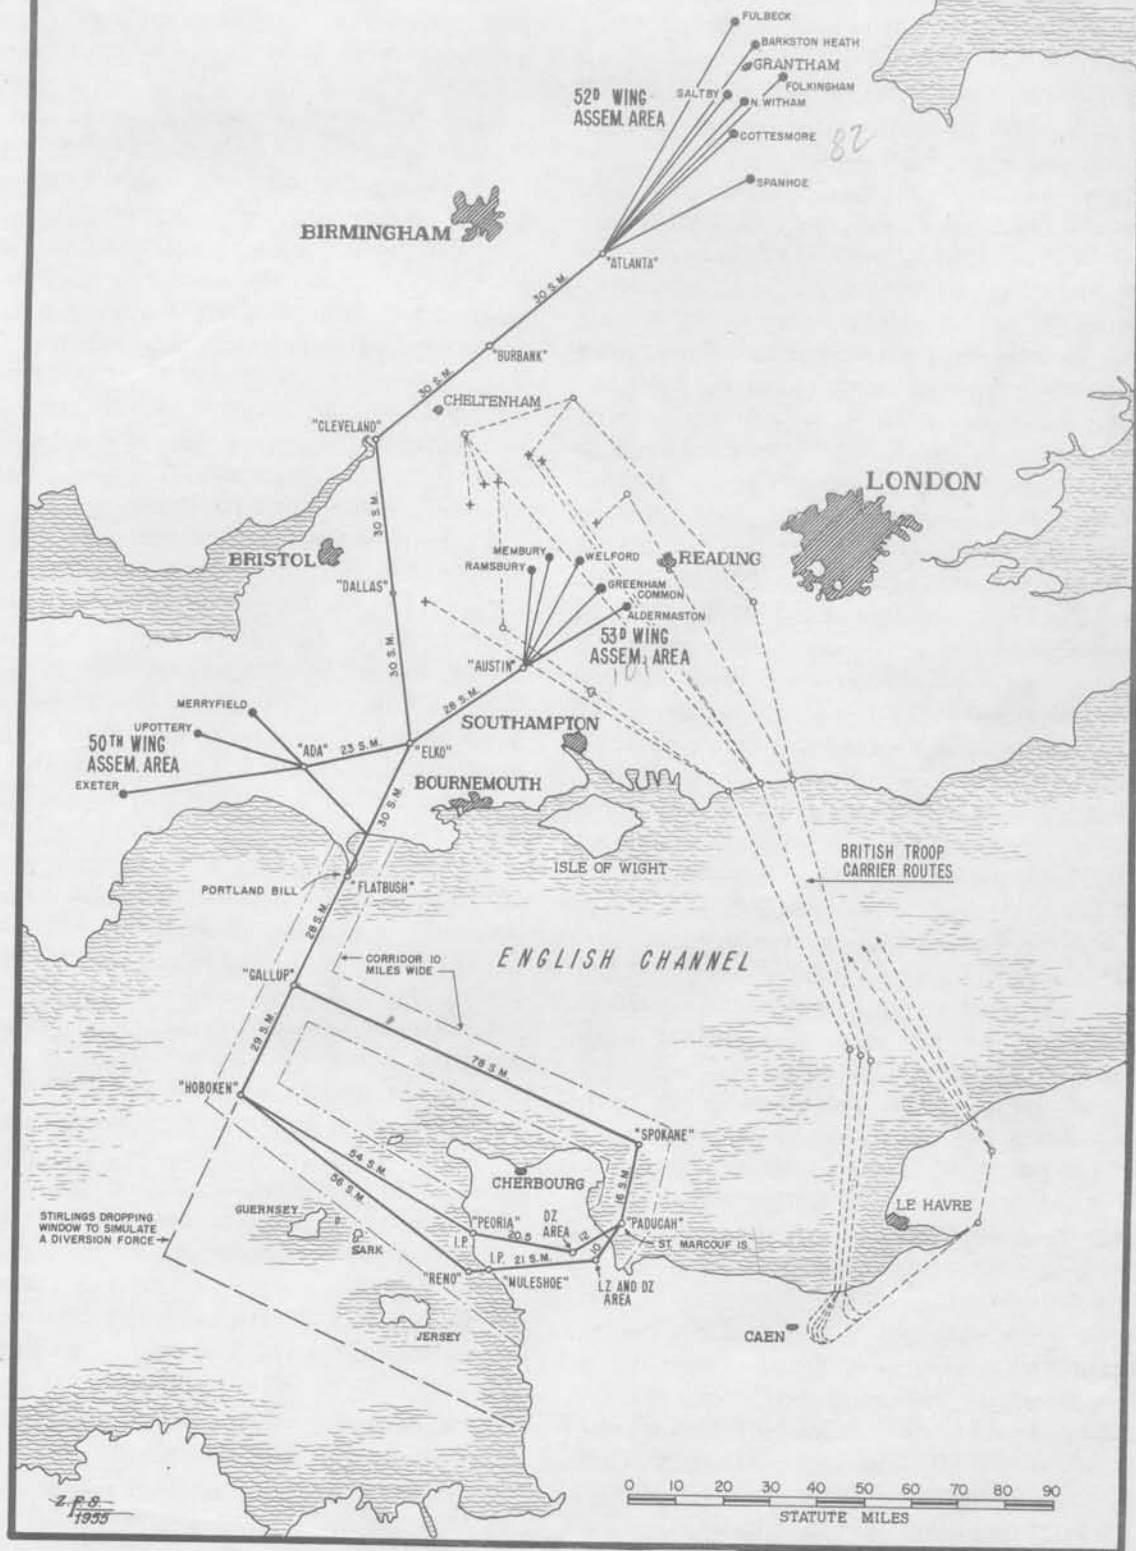 FULBECK
BARKSTON HEATH
GRANTHAM
FOLKINGHAM
SALTBY
N. WITHAM
52D WING
ASSEM. AREA
COTTESMORE
82
SPANHOE
BIRMINGHAM
"ATLANTA"
30 S.M.
"BURBANK"
30 S.M.
CHELTENHAM
"CLEVELAND"
LONDON
30 S.M.
BRISTOL
MEMBURY
RAMSBURY
WELFORD
READING
"DALLAS"
GREENHAM
COMMON
ALDERMASTON
53D WING
ASSEM. AREA
101
30 S.M.
"AUSTIN"
28 S.M.
MERRYFIELD
UPOTTERY
50TH WING
ASSEM. AREA
"ADA"
23 S.M.
"ELKO"
SOUTHAMPTON
EXETER
BOURNEMOUTH
30 S.M.
ISLE OF WIGHT
BRITISH TROOP
CARRIER ROUTES
PORTLAND BILL
"FLATBUSH"
28 S.M.
CORRIDOR 10
MILES WIDE
ENGLISH CHANNEL
"GALLUP"
29 S.M.
78 S.M.
"HOBOKEN"
"SPOKANE"
54 S.M.
56 S.M.
CHERBOURG
16 S.M.
LE HAVRE
STIRLINGS DROPPING
WINDOW TO SIMULATE
A DIVERSION FORCE
GUERNSEY
SARK
"PEORIA"
I.P.
20.5
DZ
AREA
12
"PADUCAH"
ST. MARCOUF IS.
"RENO"
I.P.
21 S.M.
"MULESHOE"
10
LZ AND DZ
AREA
JERSEY
CAEN
Z.F.S.
1955
0 10 20 30 40 50 60 70 80 90
STATUTE MILES